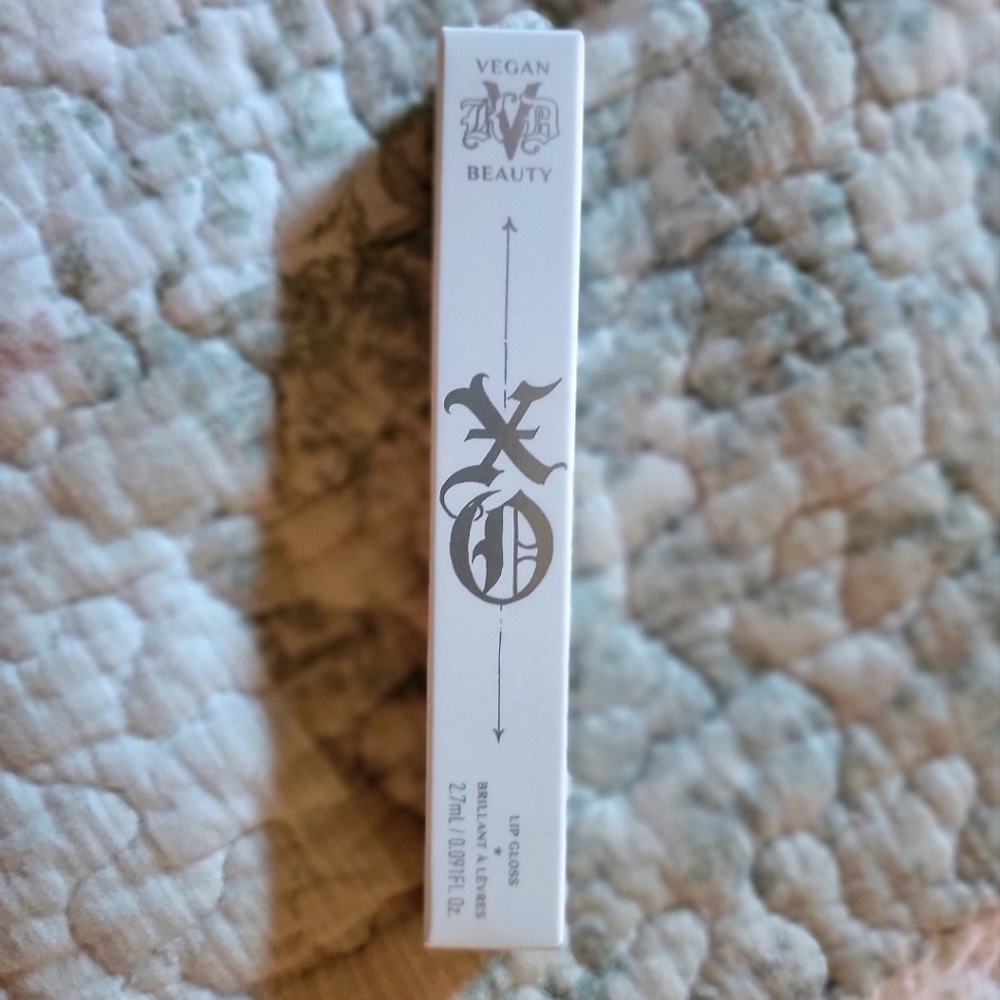 VEGAN
KVD
BEAUTY
XO
LIP GLOSS
*
BRILLANT À LÈVRES
2.7mL / 0.091Fl. Oz.